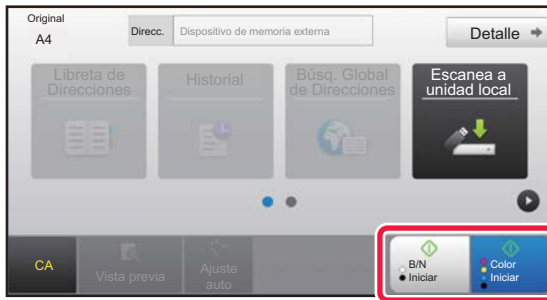 Original
A4
Direcc.
Dispositivo de memoria externa
Detalle
Libreta de
Direcciones
Historial
Búsq. Global
de Direcciones
Escanea a
unidad local
CA
Vista previa
Ajuste
auto
B/N
Iniciar
Color
Iniciar